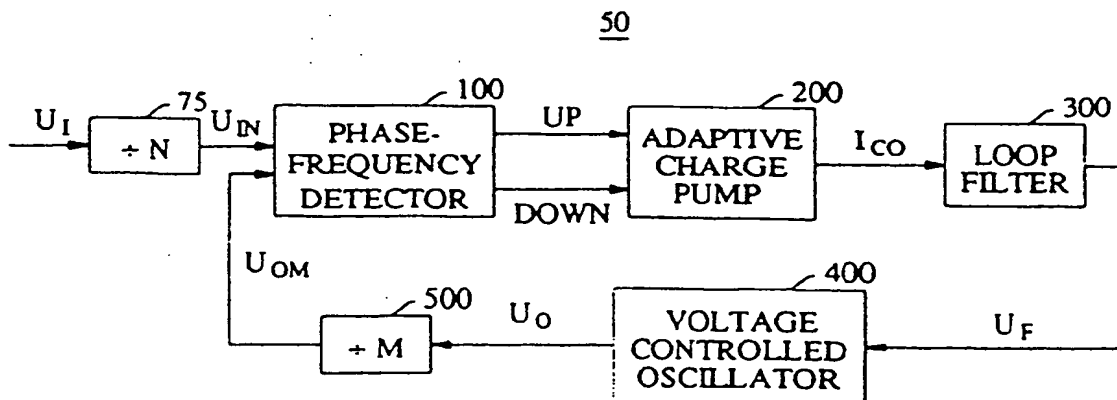 50
75
100
200
300
U_I
÷ N
U_IN
PHASE-
FREQUENCY
DETECTOR
UP
DOWN
ADAPTIVE
CHARGE
PUMP
I_CO
LOOP
FILTER
U_OM
500
÷ M
U_O
400
VOLTAGE
CONTROLLED
OSCILLATOR
U_F